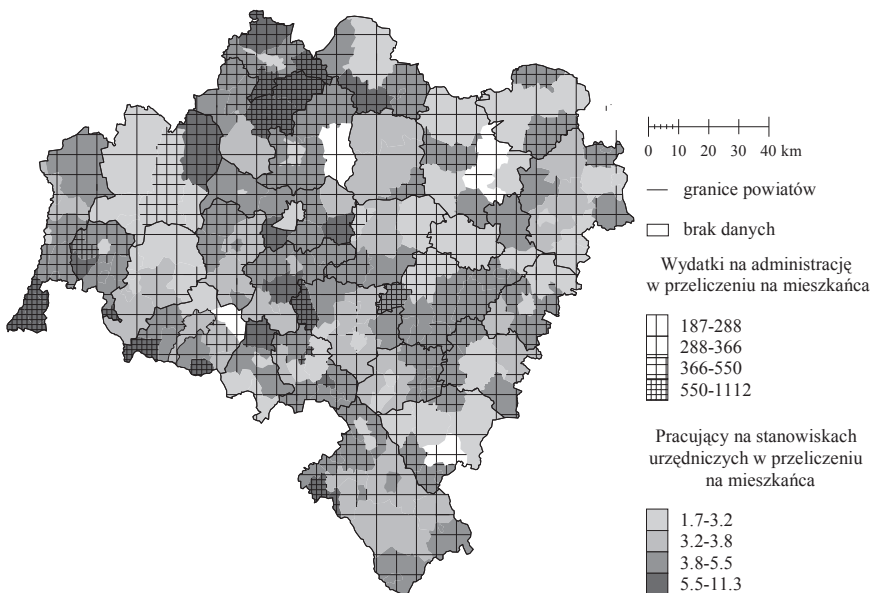 0 10 20 30 40 km
granice powiatów
brak danych
Wydatki na administrację
w przeliczeniu na mieszkańca
187-288
288-366
366-550
550-1112
Pracujący na stanowiskach
urzędniczych w przeliczeniu
na mieszkańca
1.7-3.2
3.2-3.8
3.8-5.5
5.5-11.3